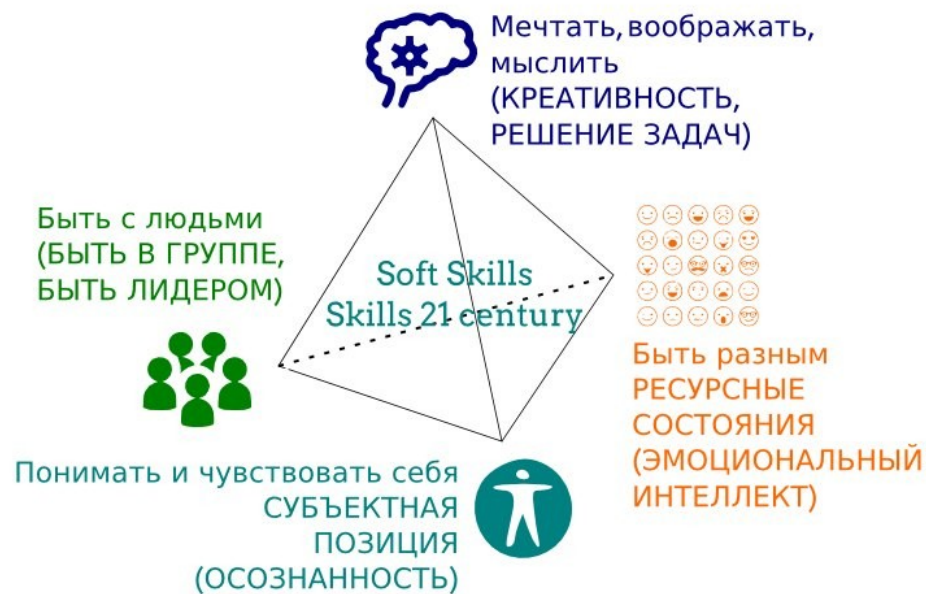 Мечтать, воображать,
мыслить
(КРЕАТИВНОСТЬ,
РЕШЕНИЕ ЗАДАЧ)
Быть с людьми
(БЫТЬ В ГРУППЕ,
БЫТЬ ЛИДЕРОМ)
Soft Skills
Skills 21 century
Быть разным
РЕСУРСНЫЕ
СОСТОЯНИЯ
(ЭМОЦИОНАЛЬНЫЙ
ИНТЕЛЛЕКТ)
Понимать и чувствовать себя
СУБЪЕКТНАЯ
ПОЗИЦИЯ
(ОСОЗНАННОСТЬ)